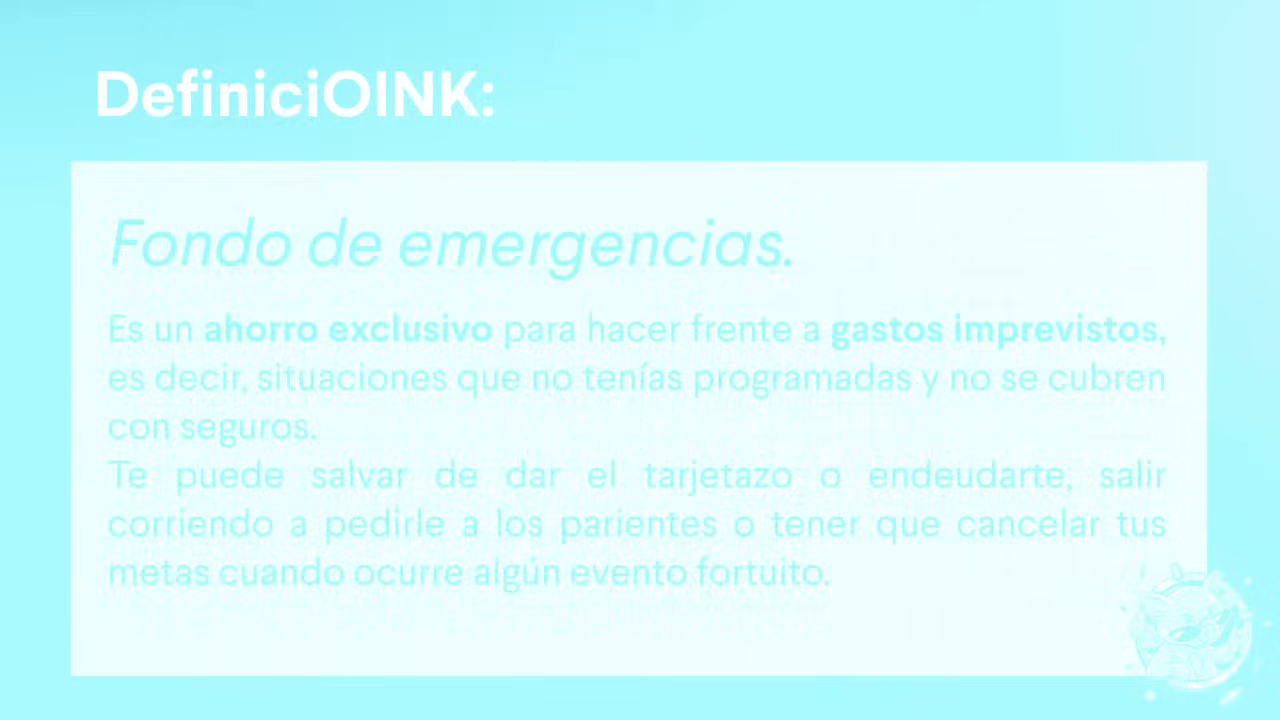 DefiniciOINK:
Fondo de emergencias.
Es un ahorro exclusivo para hacer frente a gastos imprevistos,
es decir, situaciones que no tenías programadas y no se cubren
con seguros.
Te puede salvar de dar el tarjetazo o endeudarte, salir
corriendo a pedirle a los parientes o tener que cancelar tus
metas cuando ocurre algún evento fortuito.